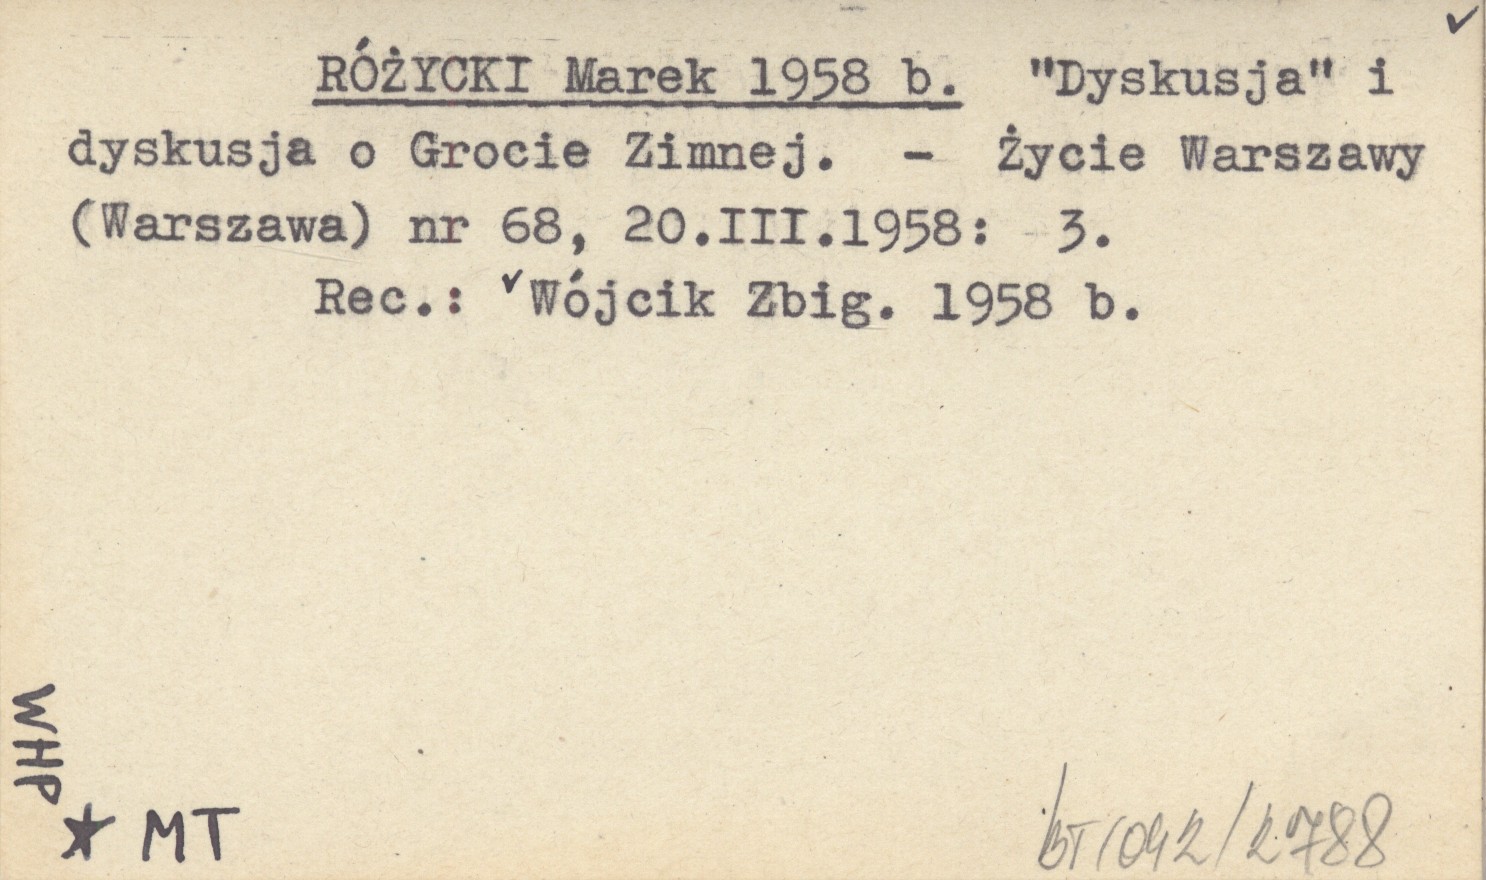 RÓŻYCKI Marek 1958 b. "Dyskusja" i
dyskusja o Grocie Zimnej. - Życie Warszawy
(Warszawa) nr 68, 20.III.1958: 3.
Rec.: ✓Wójcik Zbig. 1958 b.
WHP
★ MT
BT/092/2788